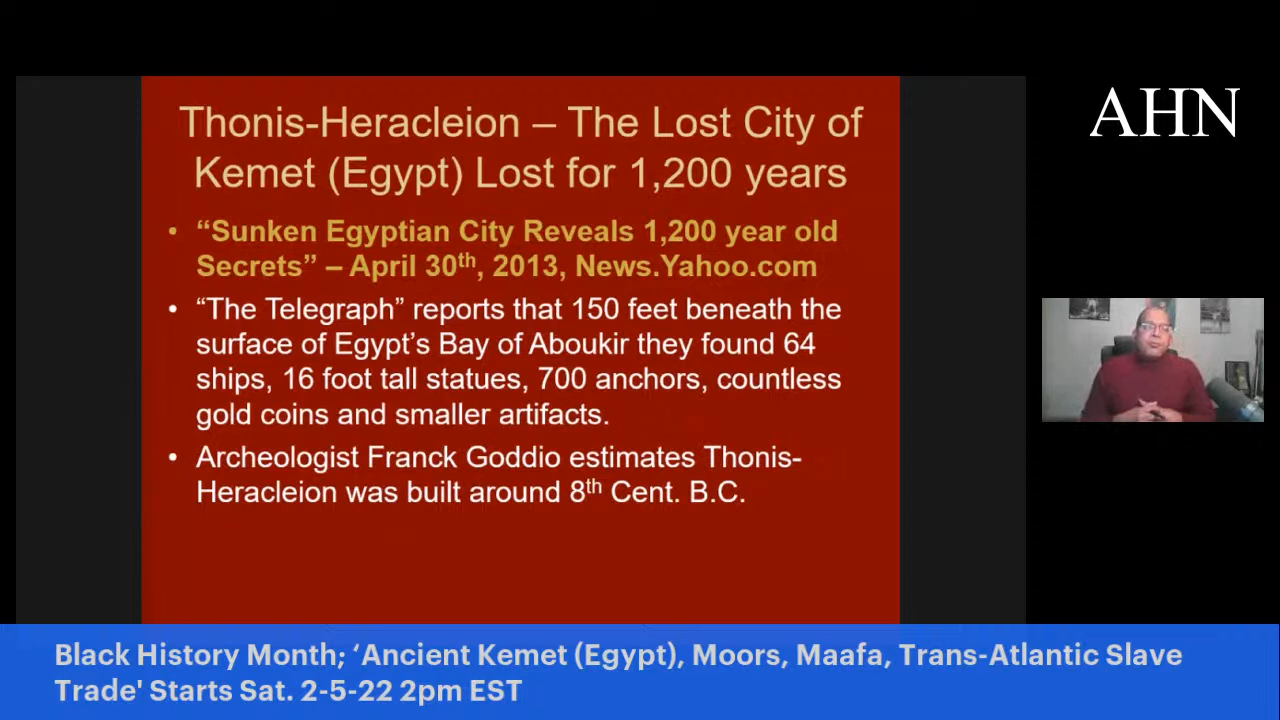 Thonis-Heracleion – The Lost City of
Kemet (Egypt) Lost for 1,200 years
• “Sunken Egyptian City Reveals 1,200 year old
Secrets” – April 30th, 2013, News.Yahoo.com
• “The Telegraph” reports that 150 feet beneath the
surface of Egypt’s Bay of Aboukir they found 64
ships, 16 foot tall statues, 700 anchors, countless
gold coins and smaller artifacts.
• Archeologist Franck Goddio estimates Thonis-
Heracleion was built around 8th Cent. B.C.
AHN
Black History Month; ‘Ancient Kemet (Egypt), Moors, Maafa, Trans-Atlantic Slave
Trade' Starts Sat. 2-5-22 2pm EST